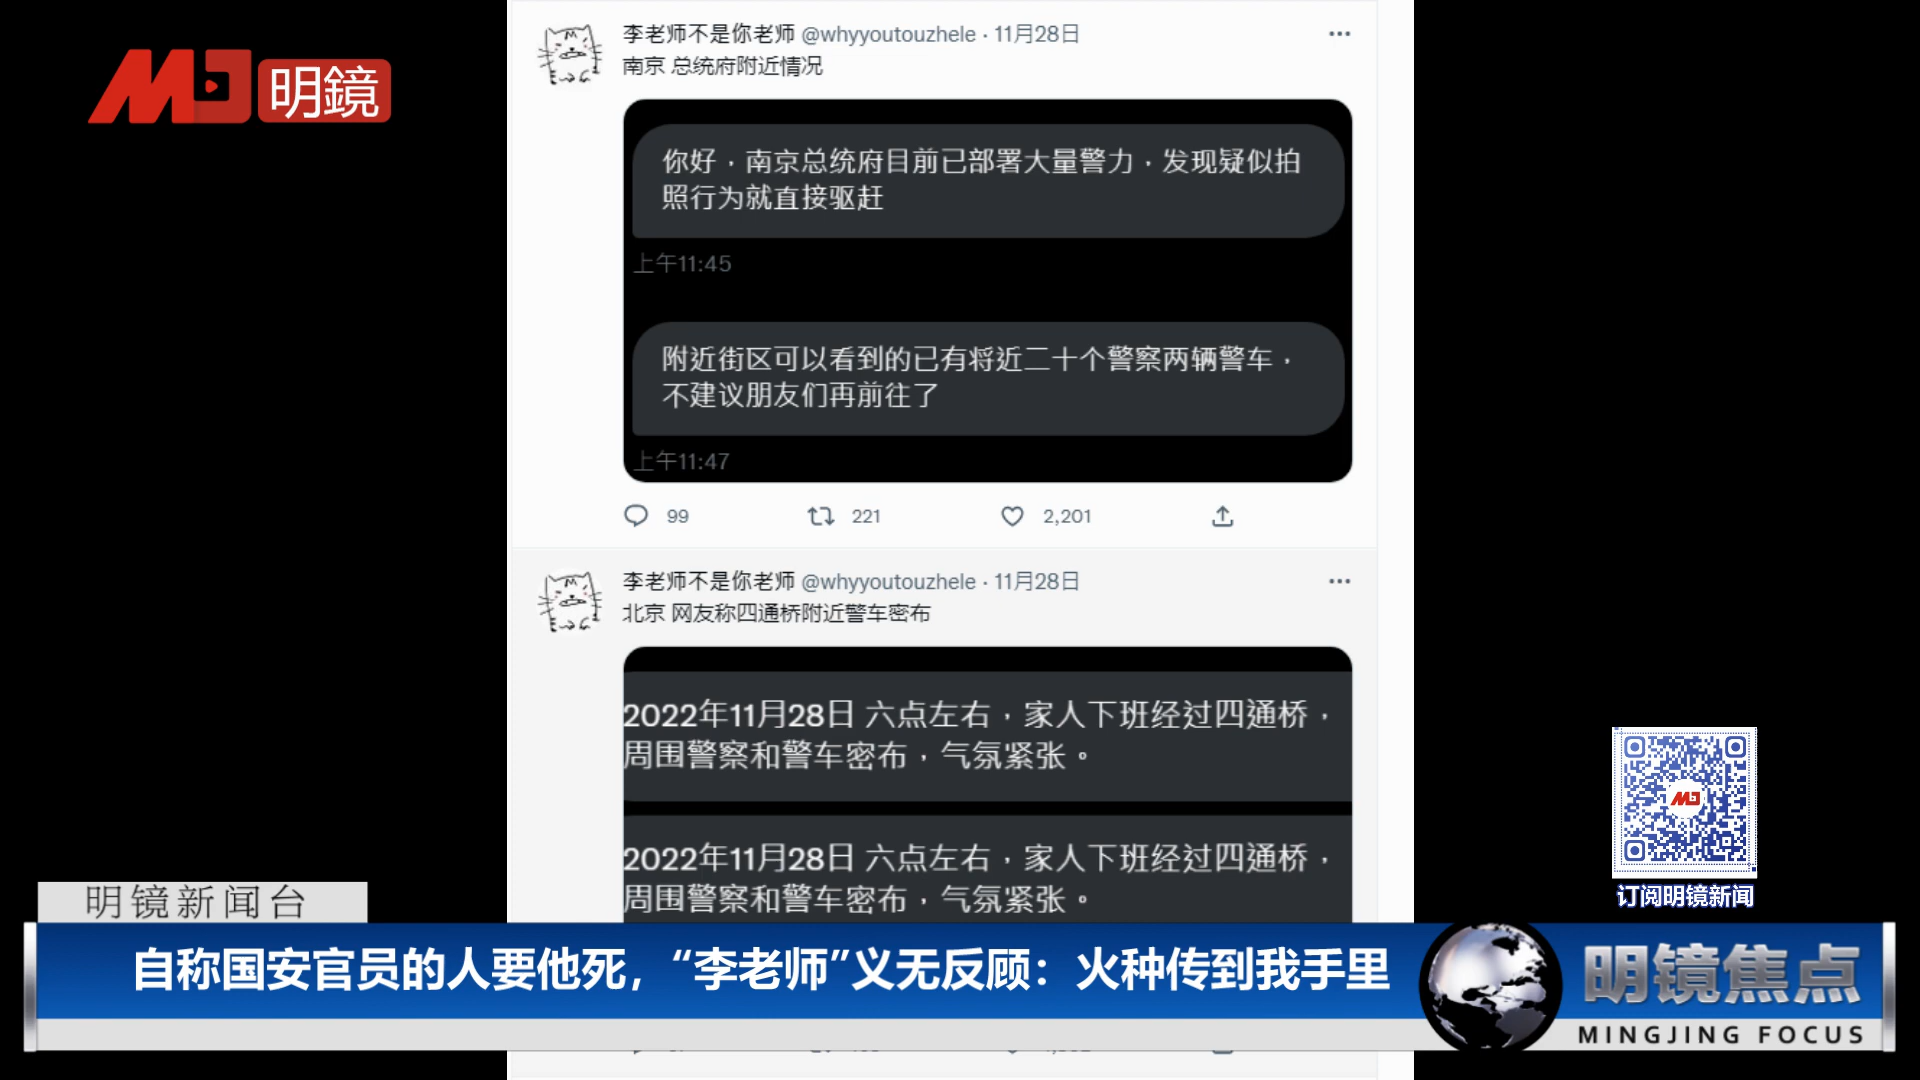 MJ 明鏡
李老师不是你老师 @whyyoutouzhele · 11月28日
南京 总统府附近情况
你好，南京总统府目前已部署大量警力，发现疑似拍
照行为就直接驱赶
上午11:45
附近街区可以看到的已有将近二十个警察两辆警车，
不建议朋友们再前往了
上午11:47
99 221 2,201
李老师不是你老师 @whyyoutouzhele · 11月28日
北京 网友称四通桥附近警车密布
2022年11月28日 六点左右，家人下班经过四通桥，
周围警察和警车密布，气氛紧张。
2022年11月28日 六点左右，家人下班经过四通桥，
周围警察和警车密布，气氛紧张。
MJ
订阅明镜新闻
明镜新闻台
自称国安官员的人要他死，“李老师”义无反顾：火种传到我手里
明镜焦点
MINGJING FOCUS